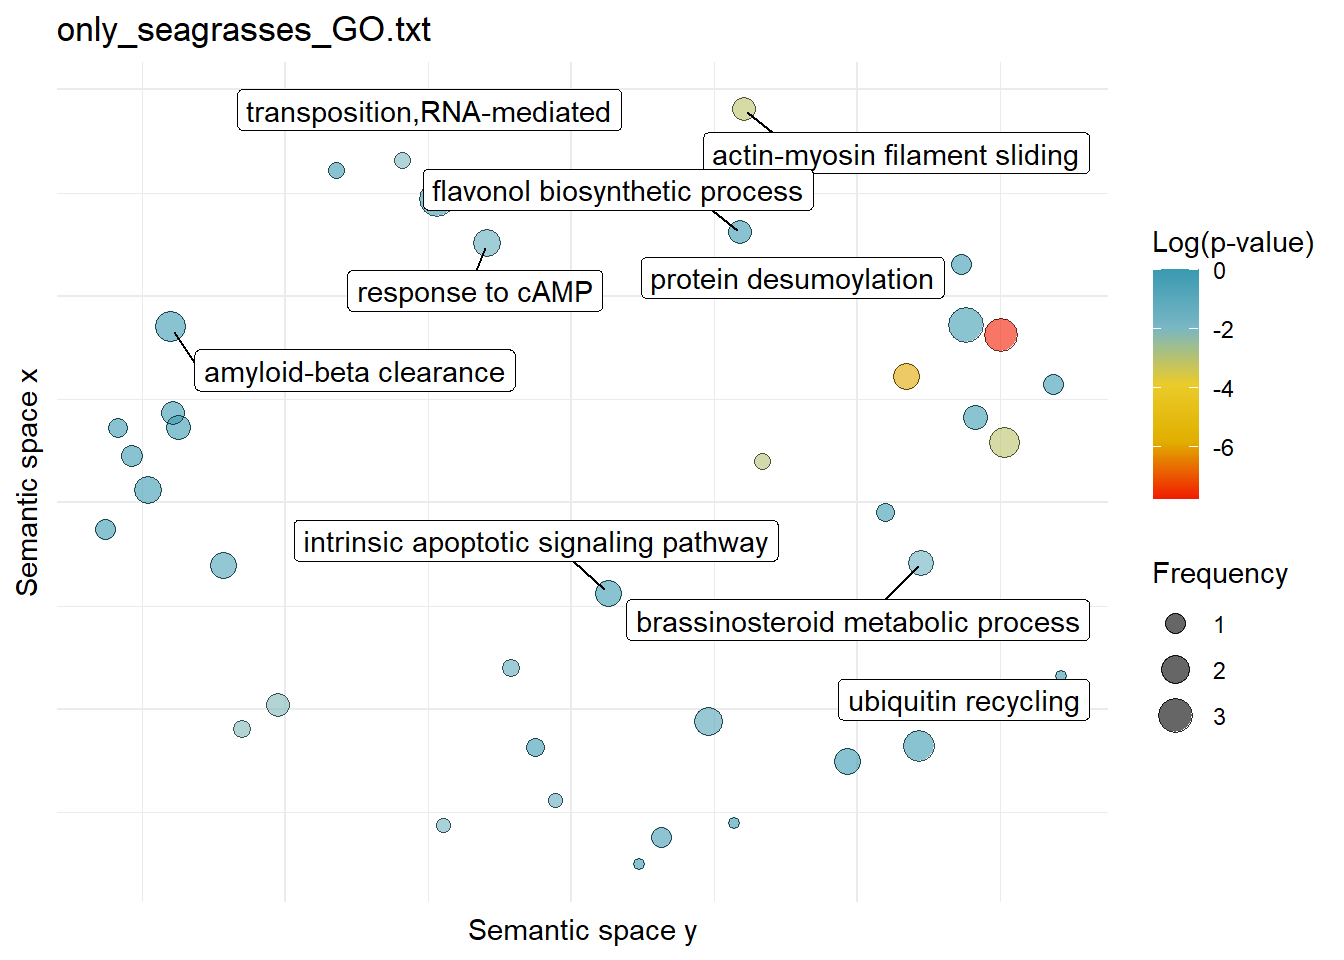 only_seagrasses_GO.txt
transposition,RNA-mediated
actin-myosin filament sliding
flavonol biosynthetic process
protein desumoylation
response to cAMP
amyloid-beta clearance
intrinsic apoptotic signaling pathway
brassinosteroid metabolic process
ubiquitin recycling
Semantic space x
Semantic space y
Log(p-value)
0
-2
-4
-6
Frequency
1
2
3